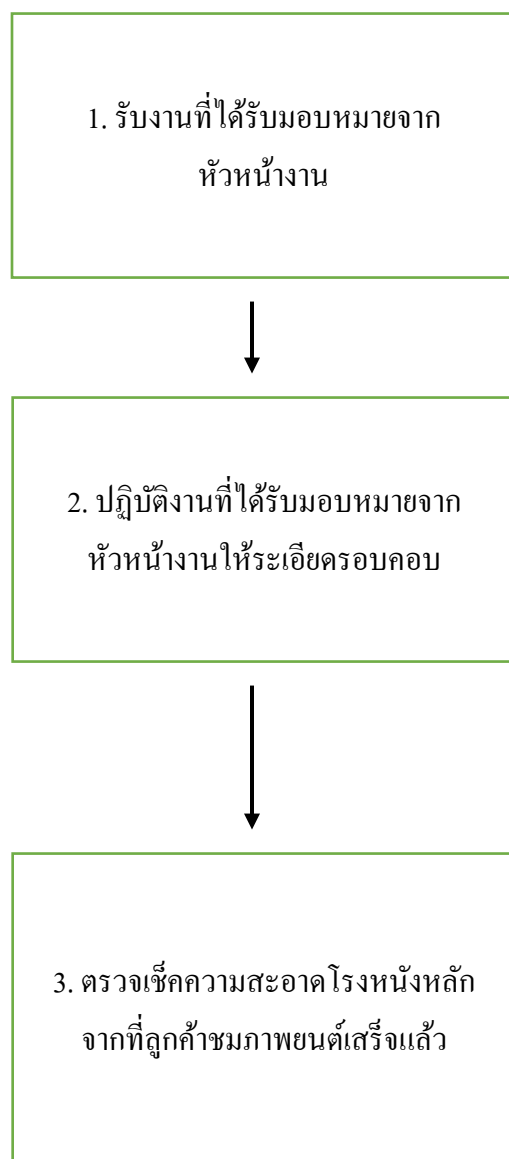 1. รับงานที่ได้รับมอบหมายจาก
หัวหน้างาน
2. ปฏิบัติงานที่ได้รับมอบหมายจาก
หัวหน้างานให้ระเอียดรอบคอบ
3. ตรวจเช็คความสะอาดโรงหนังหลัก
จากที่ลูกค้าชมภาพยนต์เสร็จแล้ว